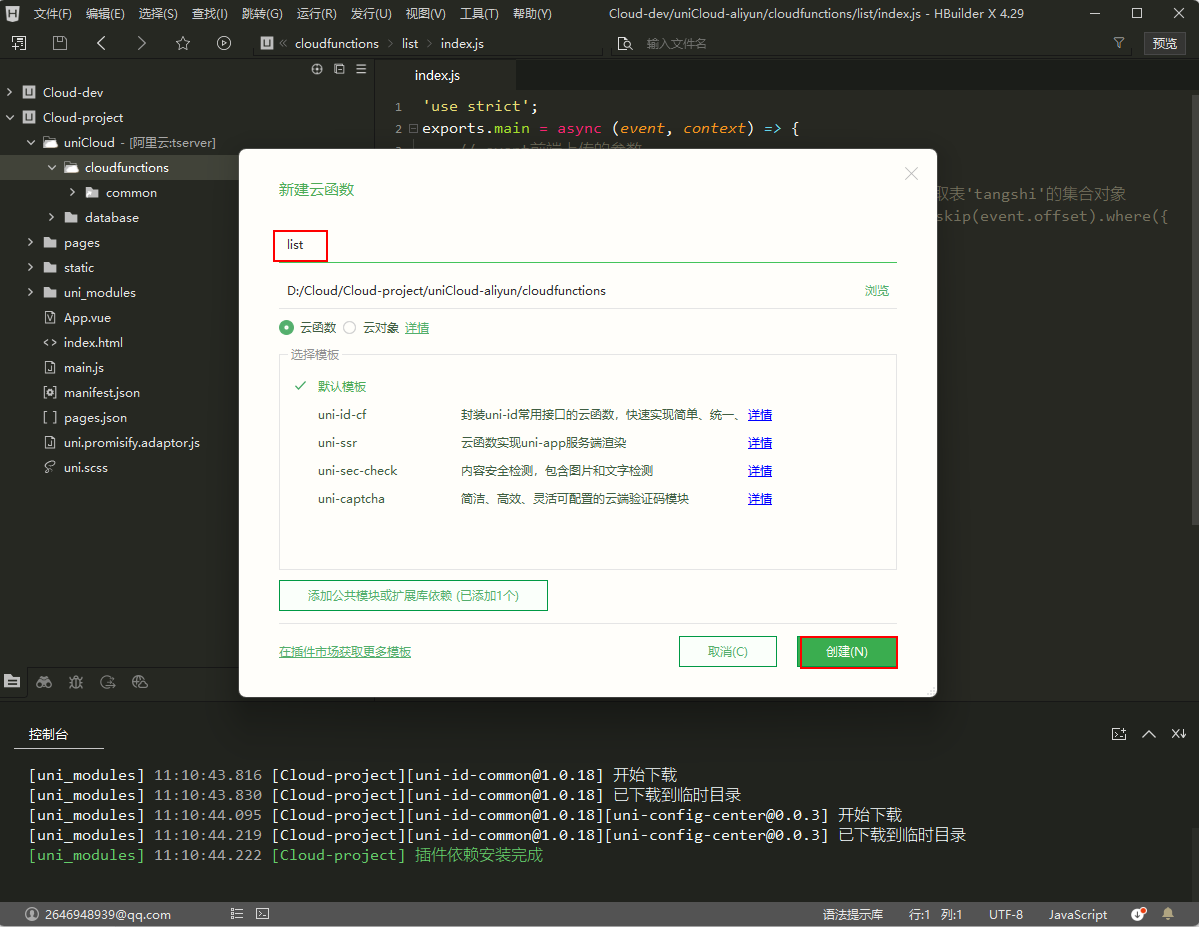 文件(F) 编辑(E) 选择(S) 查找(I) 跳转(G) 运行(R) 发行(U) 视图(V) 工具(T) 帮助(Y) Cloud-dev/uniCloud-aliyun/cloudfunctions/list/index.js - HBuilder X 4.29
U « cloudfunctions > list > index.js 输入文件名 预览
index.js
Cloud-dev
Cloud-project
uniCloud - [阿里云:tserver]
cloudfunctions
common
database
pages
static
uni_modules
App.vue
index.html
main.js
manifest.json
pages.json
uni.promisify.adaptor.js
uni.scss
1 'use strict';
2 exports.main = async (event, context) => {
取表'tangshi'的集合对象
skip(event.offset).where({
新建云函数
list
D:/Cloud/Cloud-project/uniCloud-aliyun/cloudfunctions 浏览
云函数 云对象 详情
选择模板
默认模板
uni-id-cf 封装uni-id常用接口的云函数，快速实现简单、统一、 详情
uni-ssr 云函数实现uni-app服务端渲染 详情
uni-sec-check 内容安全检测，包含图片和文字检测 详情
uni-captcha 简洁、高效、灵活可配置的云端验证码模块 详情
添加公共模块或扩展库依赖 (已添加1个)
在插件市场获取更多模板 取消(C) 创建(N)
控制台
[uni_modules] 11:10:43.816 [Cloud-project][uni-id-common@1.0.18] 开始下载
[uni_modules] 11:10:43.830 [Cloud-project][uni-id-common@1.0.18] 已下载到临时目录
[uni_modules] 11:10:44.095 [Cloud-project][uni-id-common@1.0.18][uni-config-center@0.0.3] 开始下载
[uni_modules] 11:10:44.219 [Cloud-project][uni-id-common@1.0.18][uni-config-center@0.0.3] 已下载到临时目录
[uni_modules] 11:10:44.222 [Cloud-project] 插件依赖安装完成
2646948939@qq.com 语法提示库 行:1 列:1 UTF-8 JavaScript